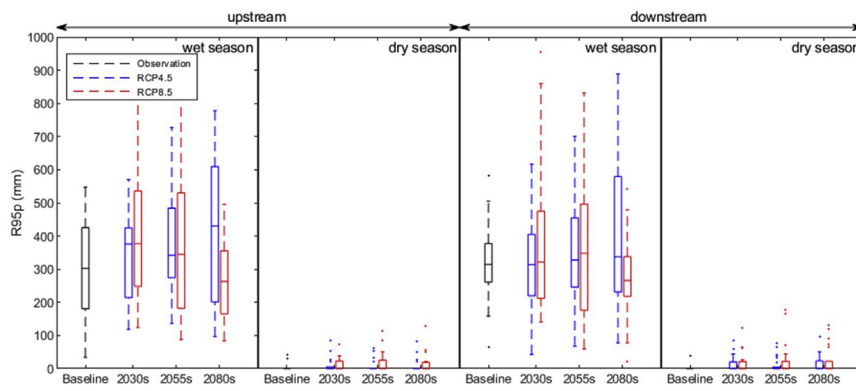 upstream downstream
wet season dry season wet season dry season
Observation
RCP4.5
RCP8.5
R95p (mm)
1000
900
800
700
600
500
400
300
200
100
0
Baseline 2030s 2055s 2080s Baseline 2030s 2055s 2080s Baseline 2030s 2055s 2080s Baseline 2030s 2055s 2080s